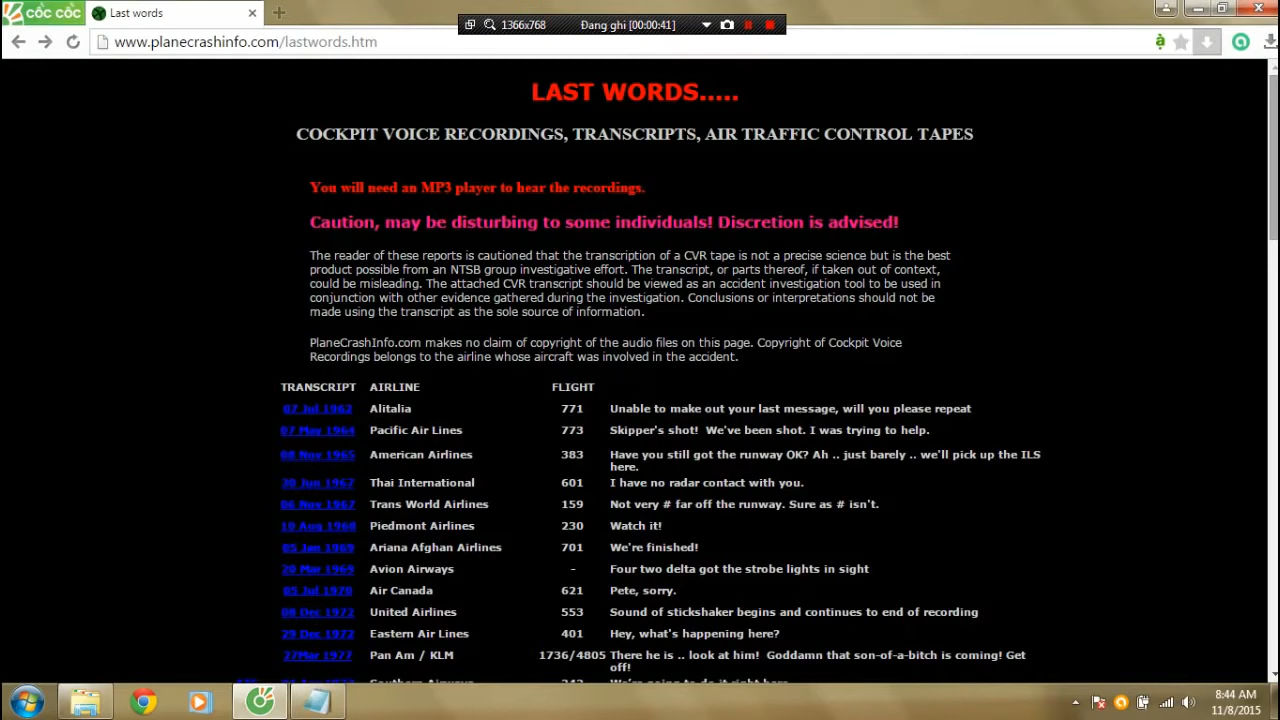 cốc cốc
Last words
1366x768
Đang ghi [00:00:41]
www.planecrashinfo.com/lastwords.htm
LAST WORDS.....
COCKPIT VOICE RECORDINGS, TRANSCRIPTS, AIR TRAFFIC CONTROL TAPES
You will need an MP3 player to hear the recordings.
Caution, may be disturbing to some individuals! Discretion is advised!
The reader of these reports is cautioned that the transcription of a CVR tape is not a precise science but is the best
product possible from an NTSB group investigative effort. The transcript, or parts thereof, if taken out of context,
could be misleading. The attached CVR transcript should be viewed as an accident investigation tool to be used in
conjunction with other evidence gathered during the investigation. Conclusions or interpretations should not be
made using the transcript as the sole source of information.
PlaneCrashInfo.com makes no claim of copyright of the audio files on this page. Copyright of Cockpit Voice
Recordings belongs to the airline whose aircraft was involved in the accident.
TRANSCRIPT AIRLINE FLIGHT
07 Jul 1962 Alitalia 771 Unable to make out your last message, will you please repeat
07 May 1964 Pacific Air Lines 773 Skipper's shot! We've been shot. I was trying to help.
08 Nov 1965 American Airlines 383 Have you still got the runway OK? Ah .. just barely .. we'll pick up the ILS
here.
30 Jun 1967 Thai International 601 I have no radar contact with you.
06 Nov 1967 Trans World Airlines 159 Not very # far off the runway. Sure as # isn't.
10 Aug 1968 Piedmont Airlines 230 Watch it!
05 Jan 1969 Ariana Afghan Airlines 701 We're finished!
20 Mar 1969 Avion Airways - Four two delta got the strobe lights in sight
05 Jul 1970 Air Canada 621 Pete, sorry.
08 Dec 1972 United Airlines 553 Sound of stickshaker begins and continues to end of recording
29 Dec 1972 Eastern Air Lines 401 Hey, what's happening here?
27Mar 1977 Pan Am / KLM 1736/4805 There he is .. look at him! Goddamn that son-of-a-bitch is coming! Get
off!
8:44 AM
11/8/2015